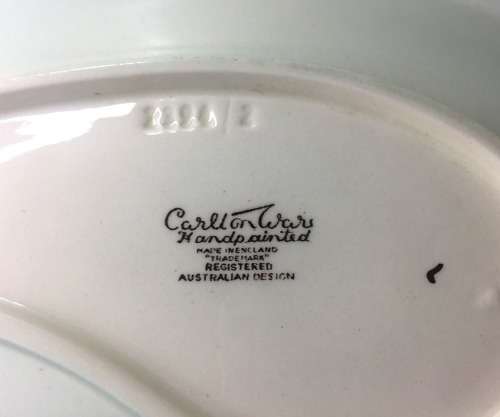 Carlton Ware
Handpainted
MADE IN ENGLAND
"TRADEMARK"
REGISTERED
AUSTRALIAN DESIGN